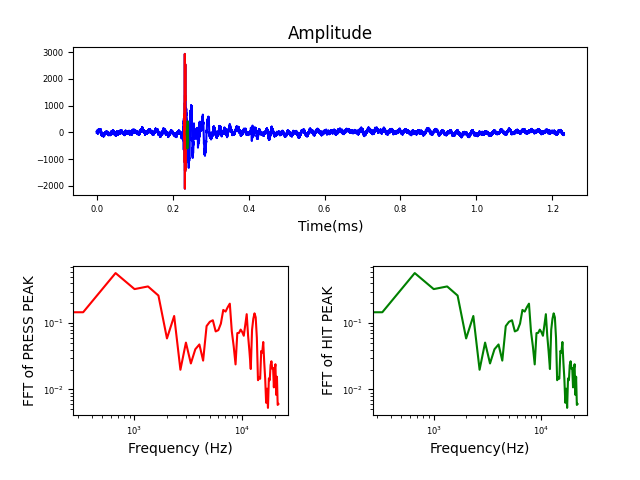 Amplitude
3000
2000
1000
0
−1000
−2000
0.0 0.2 0.4 0.6 0.8 1.0 1.2
Time(ms)
FFT of PRESS PEAK
10⁻¹
10⁻²
10³ 10⁴
Frequency (Hz)
FFT of HIT PEAK
10⁻¹
10⁻²
10³ 10⁴
Frequency(Hz)